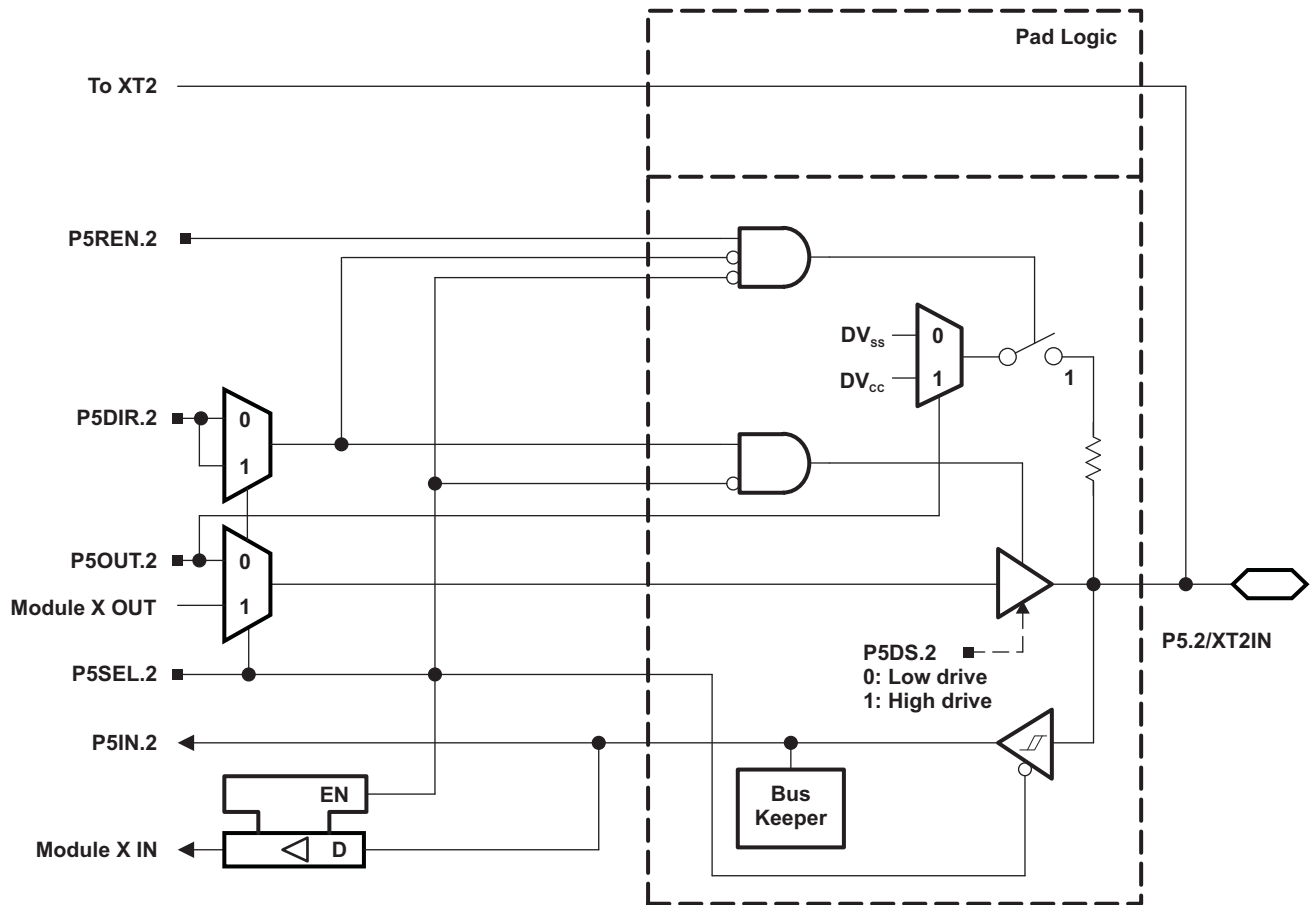 Pad Logic
To XT2
P5REN.2
DVSS
0
DVCC
1
1
P5DIR.2
0
1
P5OUT.2
0
Module X OUT
1
P5SEL.2
P5DS.2
0: Low drive
1: High drive
P5.2/XT2IN
P5IN.2
EN
Bus
Keeper
Module X IN
D